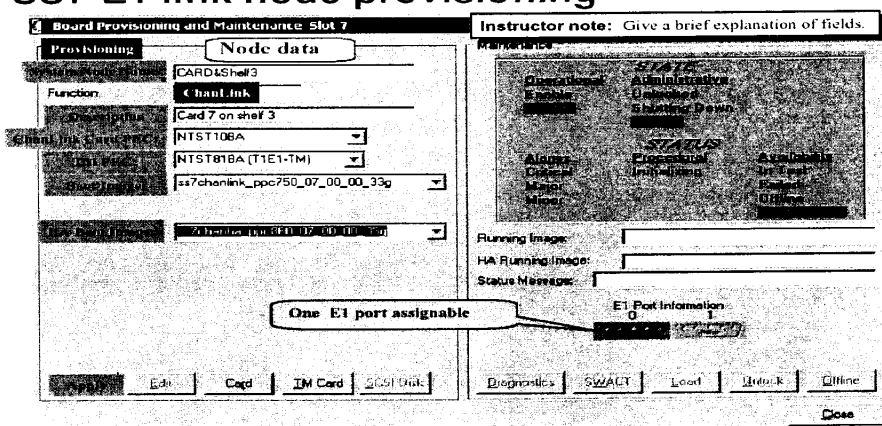 SS7 E1 link node provisioning
Board Provisioning and Maintenance Slot 7
Instructor note: Give a brief explanation of fields.
Provisioning
Node data
CARD&Shelf3
Function
ChanLink
Description
Card 7 on shelf 3
NTST10BA
NTST81BA (T1E1-TM)
ss7chanlink_ppc750_07_00_00_33g
Maintenance
STATE
Operational
Administrative
Enable
Unlocked
Shutting Down
STATUS
Alarms
Procedural
Availability
Critical
Initializing
In Test
Major
Failed
Minor
Offline
Running Image:
HA Running Image:
Status Message:
One E1 port assignable
E1 Port Information
0 1
Apply
Edit
Card
TM Card
SCSI Disk
Diagnostics
SWACT
Load
Unlock
Offline
Close